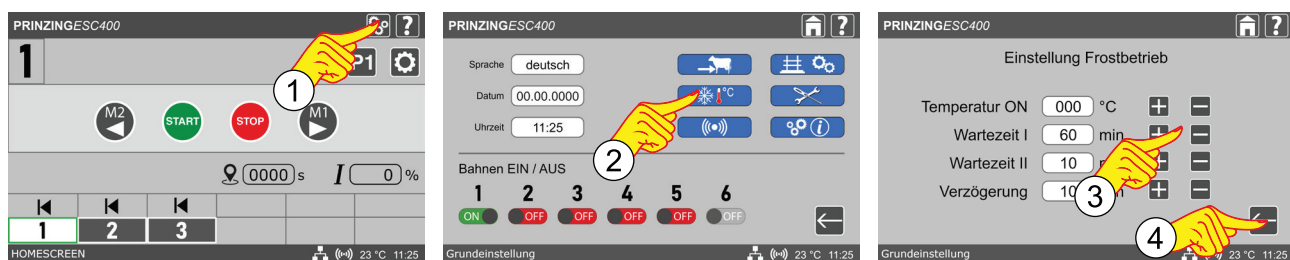 PRINZINGESC400
?
1
1
P1
M2
START
STOP
M1
0000 s
I
0 %
1
2
3
HOMESCREEN
23 °C 11:25
PRINZINGESC400
?
Sprache
deutsch
Datum
00.00.0000
°C
Uhrzeit
11:25
i
2
Bahnen EIN / AUS
1 2 3 4 5 6
ON OFF OFF OFF OFF OFF
Grundeinstellung
23 °C 11:25
PRINZINGESC400
?
Einstellung Frostbetrieb
Temperatur ON 000 °C + −
Wartezeit I 60 min + −
Wartezeit II 10 + −
Verzögerung 10 + −
3
4
Grundeinstellung
23 °C 11:25